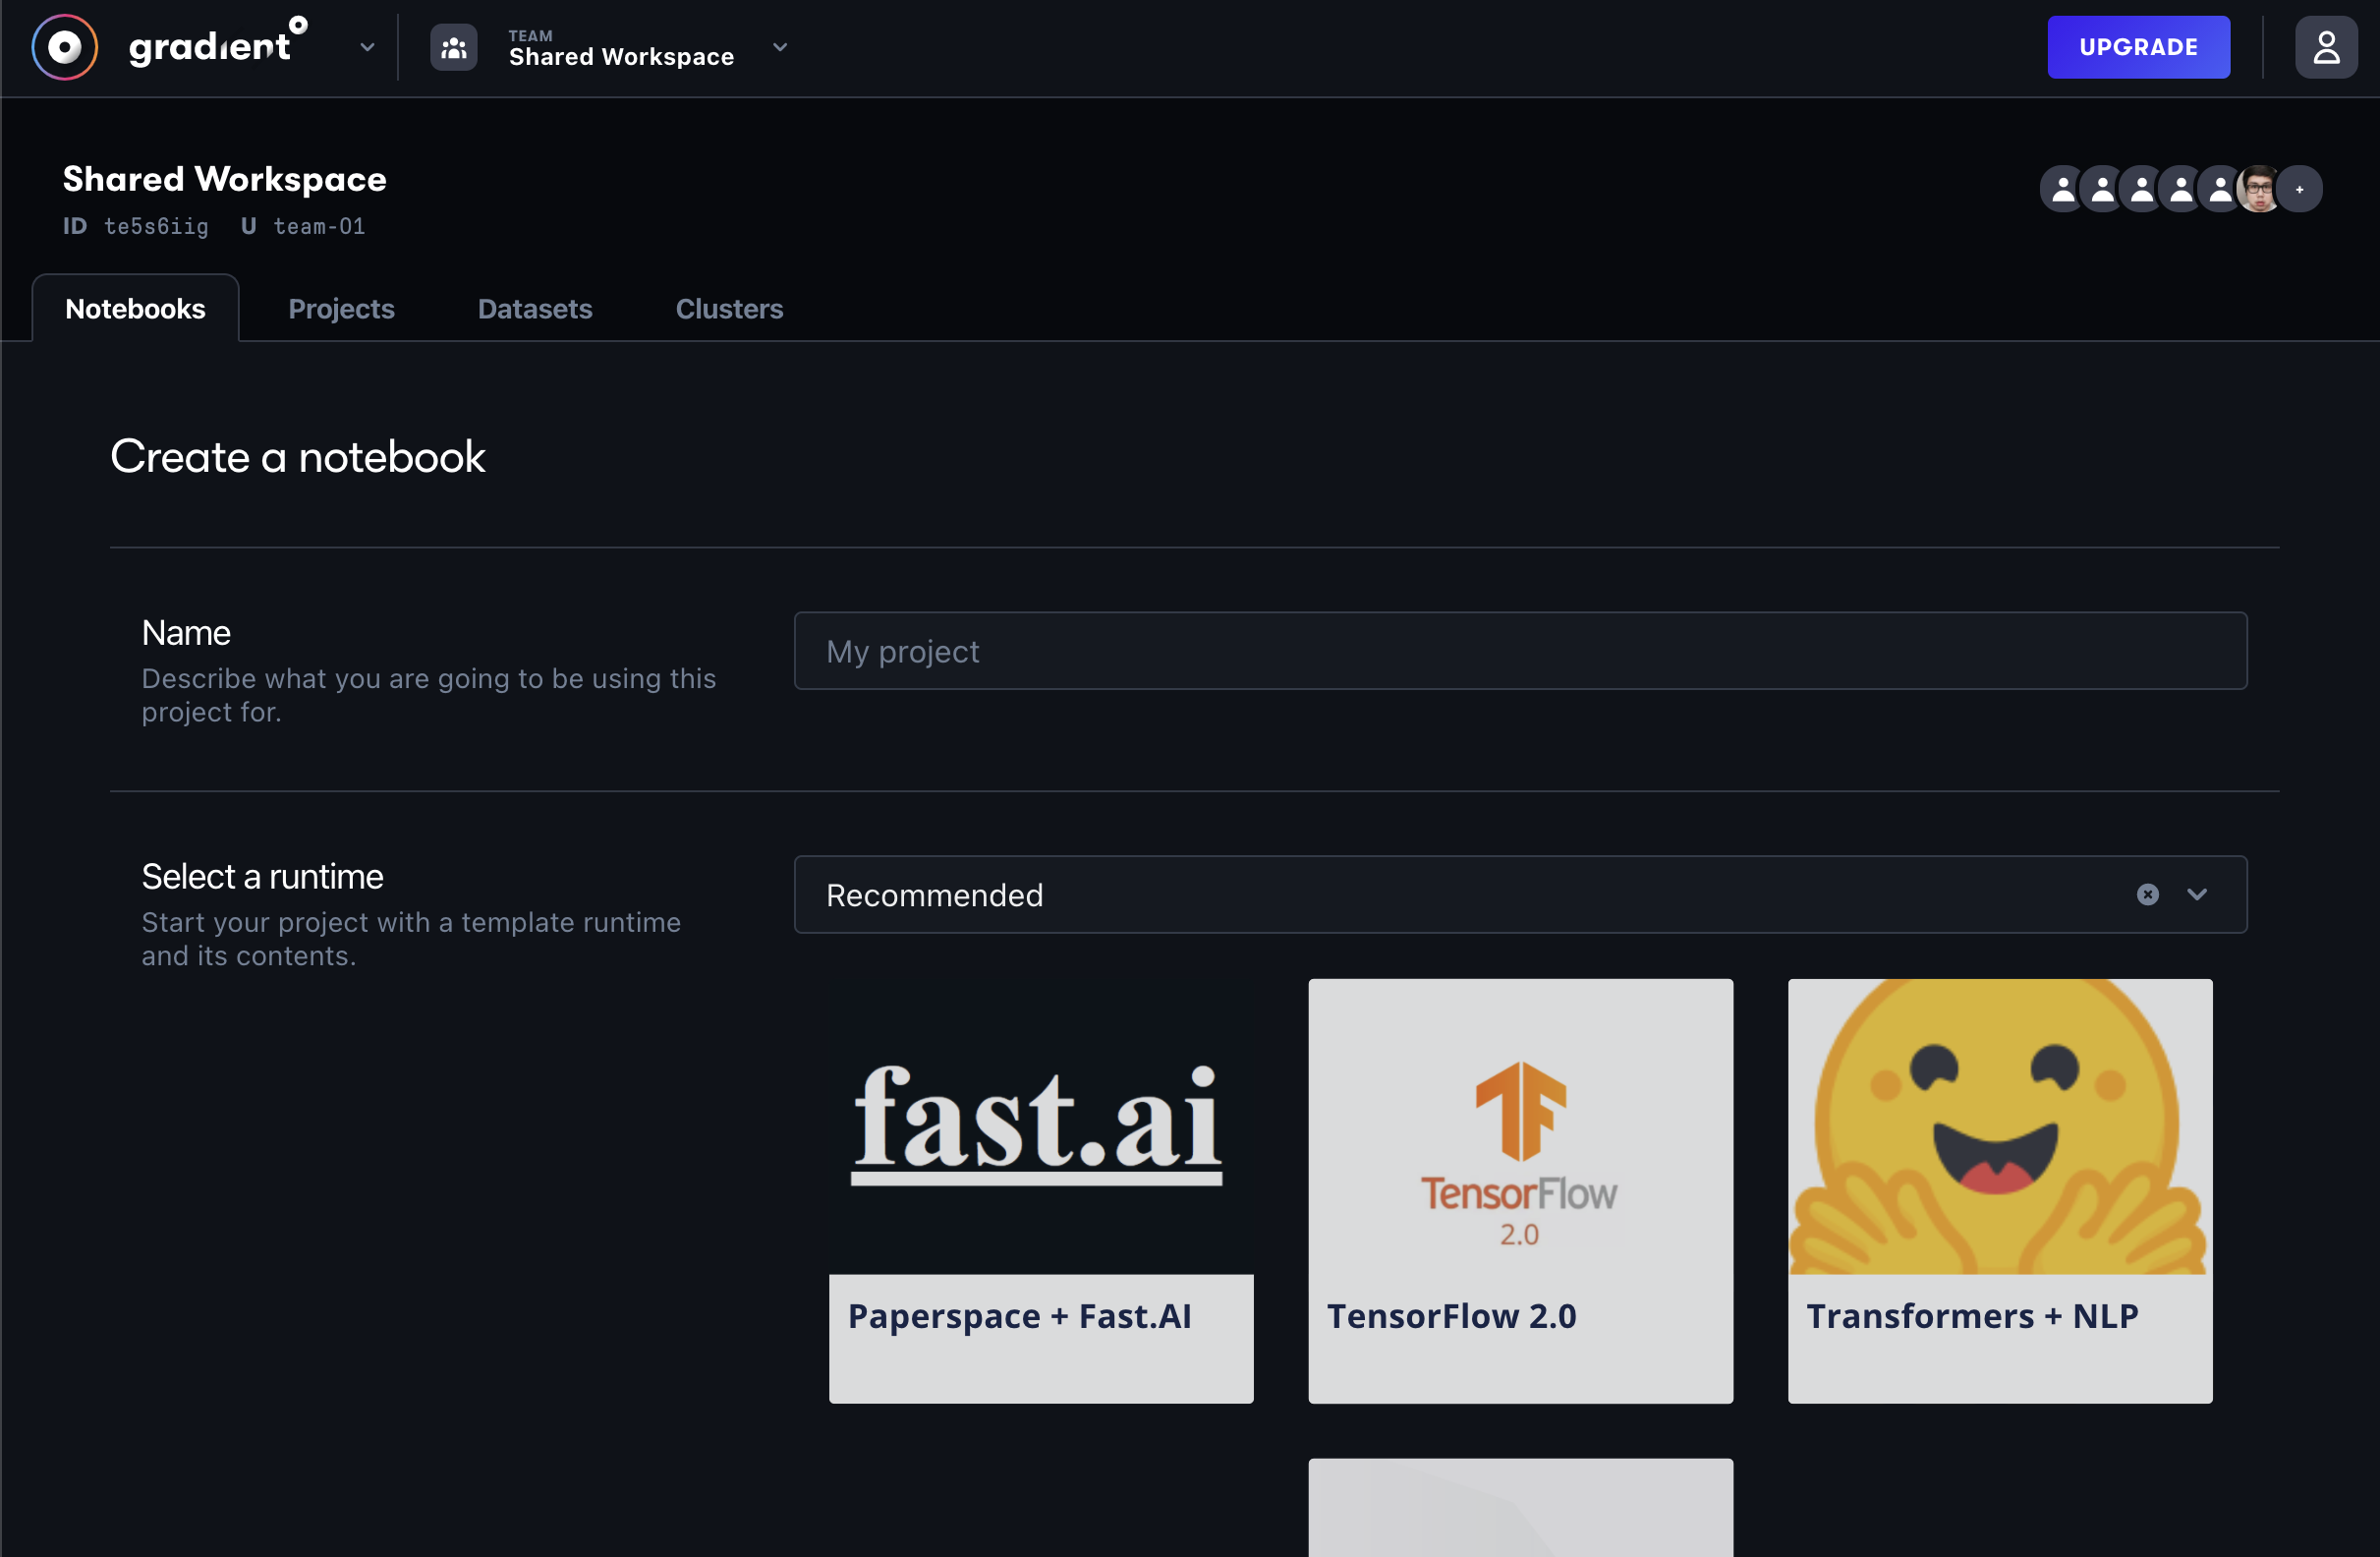 gradient
TEAM
Shared Workspace
UPGRADE
Shared Workspace
ID te5s6iig U team-01
+
Notebooks Projects Datasets Clusters
Create a notebook
Name
Describe what you are going to be using this
project for.
My project
Select a runtime
Start your project with a template runtime
and its contents.
Recommended
fast.ai
TensorFlow
2.0
Paperspace + Fast.AI
TensorFlow 2.0
Transformers + NLP